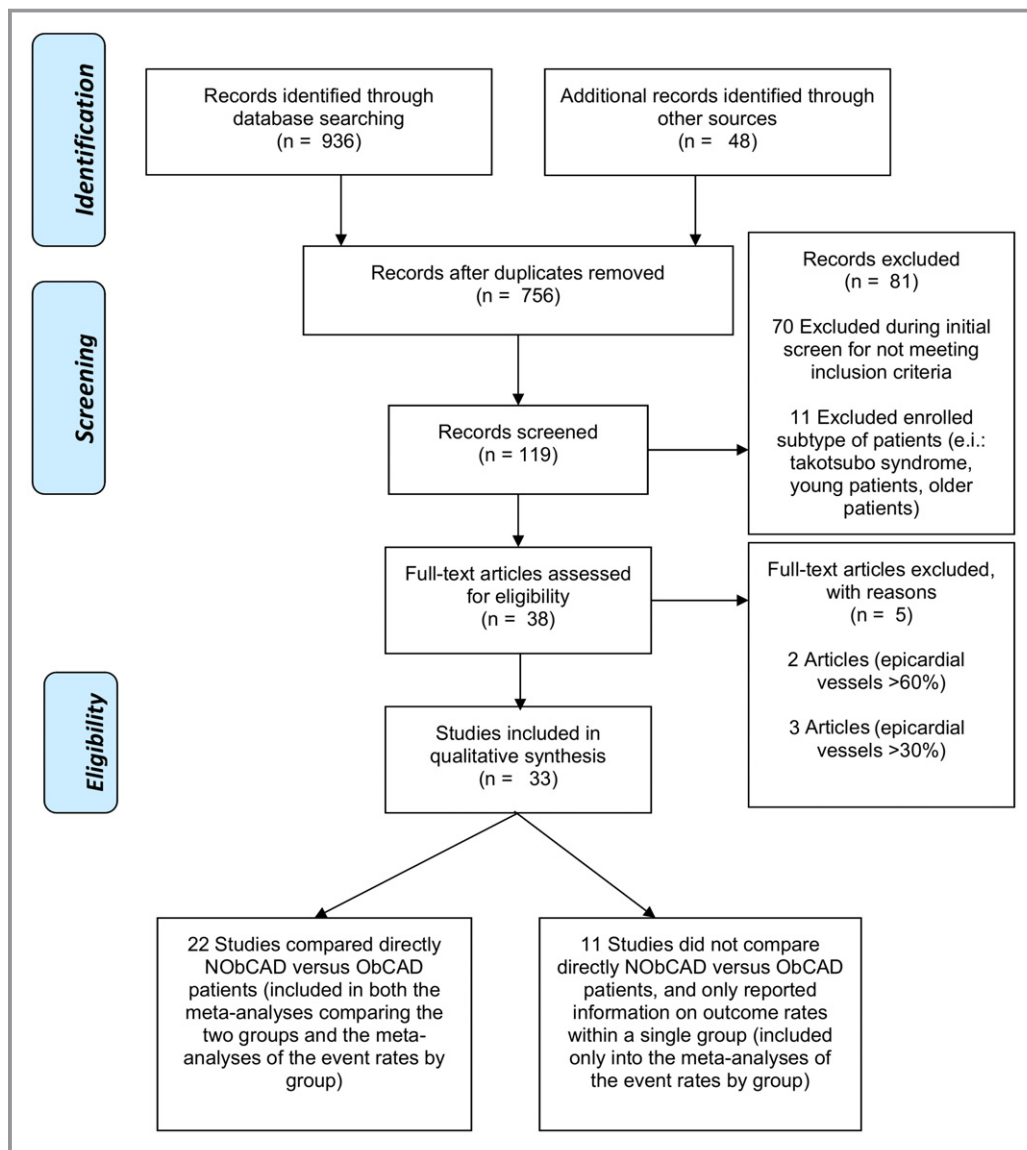 Identification
Records identified through
database searching
(n = 936)
Additional records identified through
other sources
(n = 48)
Records after duplicates removed
(n = 756)
Records excluded
(n = 81)
70 Excluded during initial
screen for not meeting
inclusion criteria
11 Excluded enrolled
subtype of patients (e.i.:
takotsubo syndrome,
young patients, older
patients)
Screening
Records screened
(n = 119)
Full-text articles assessed
for eligibility
(n = 38)
Full-text articles excluded,
with reasons
(n = 5)
2 Articles (epicardial
vessels >60%)
3 Articles (epicardial
vessels >30%)
Eligibility
Studies included in
qualitative synthesis
(n = 33)
22 Studies compared directly
NObCAD versus ObCAD
patients (included in both the
meta-analyses comparing
the two groups and the meta-
analyses of the event rates by
group)
11 Studies did not compare
directly NObCAD versus ObCAD
patients, and only reported
information on outcome rates
within a single group (included
only into the meta-analyses of
the event rates by group)